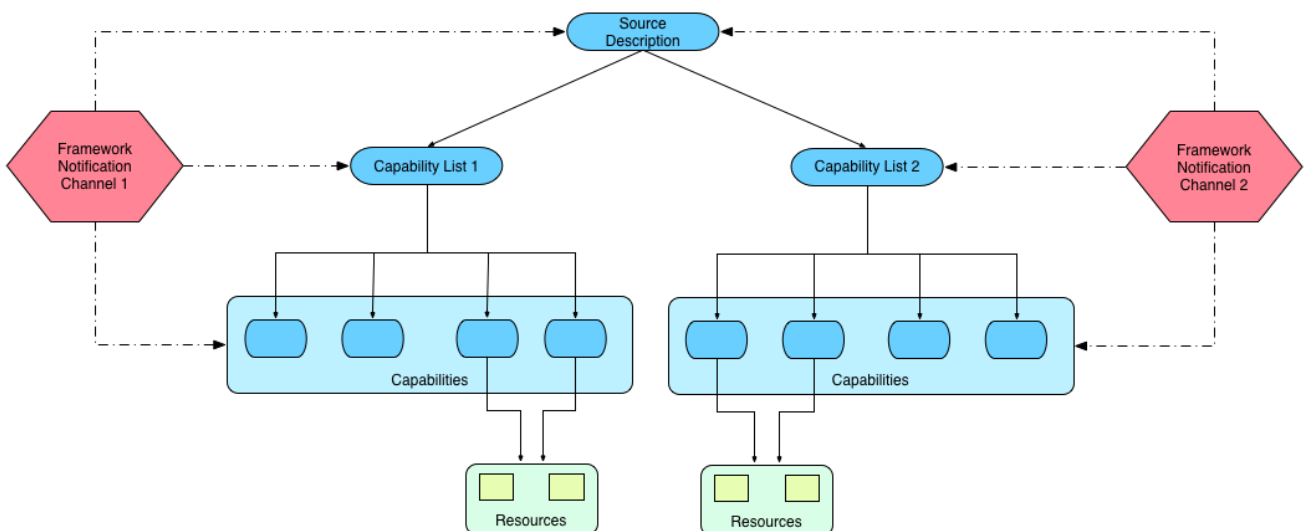 Source
Description
Framework
Notification
Channel 1
Capability List 1
Capability List 2
Framework
Notification
Channel 2
Capabilities
Capabilities
Resources
Resources